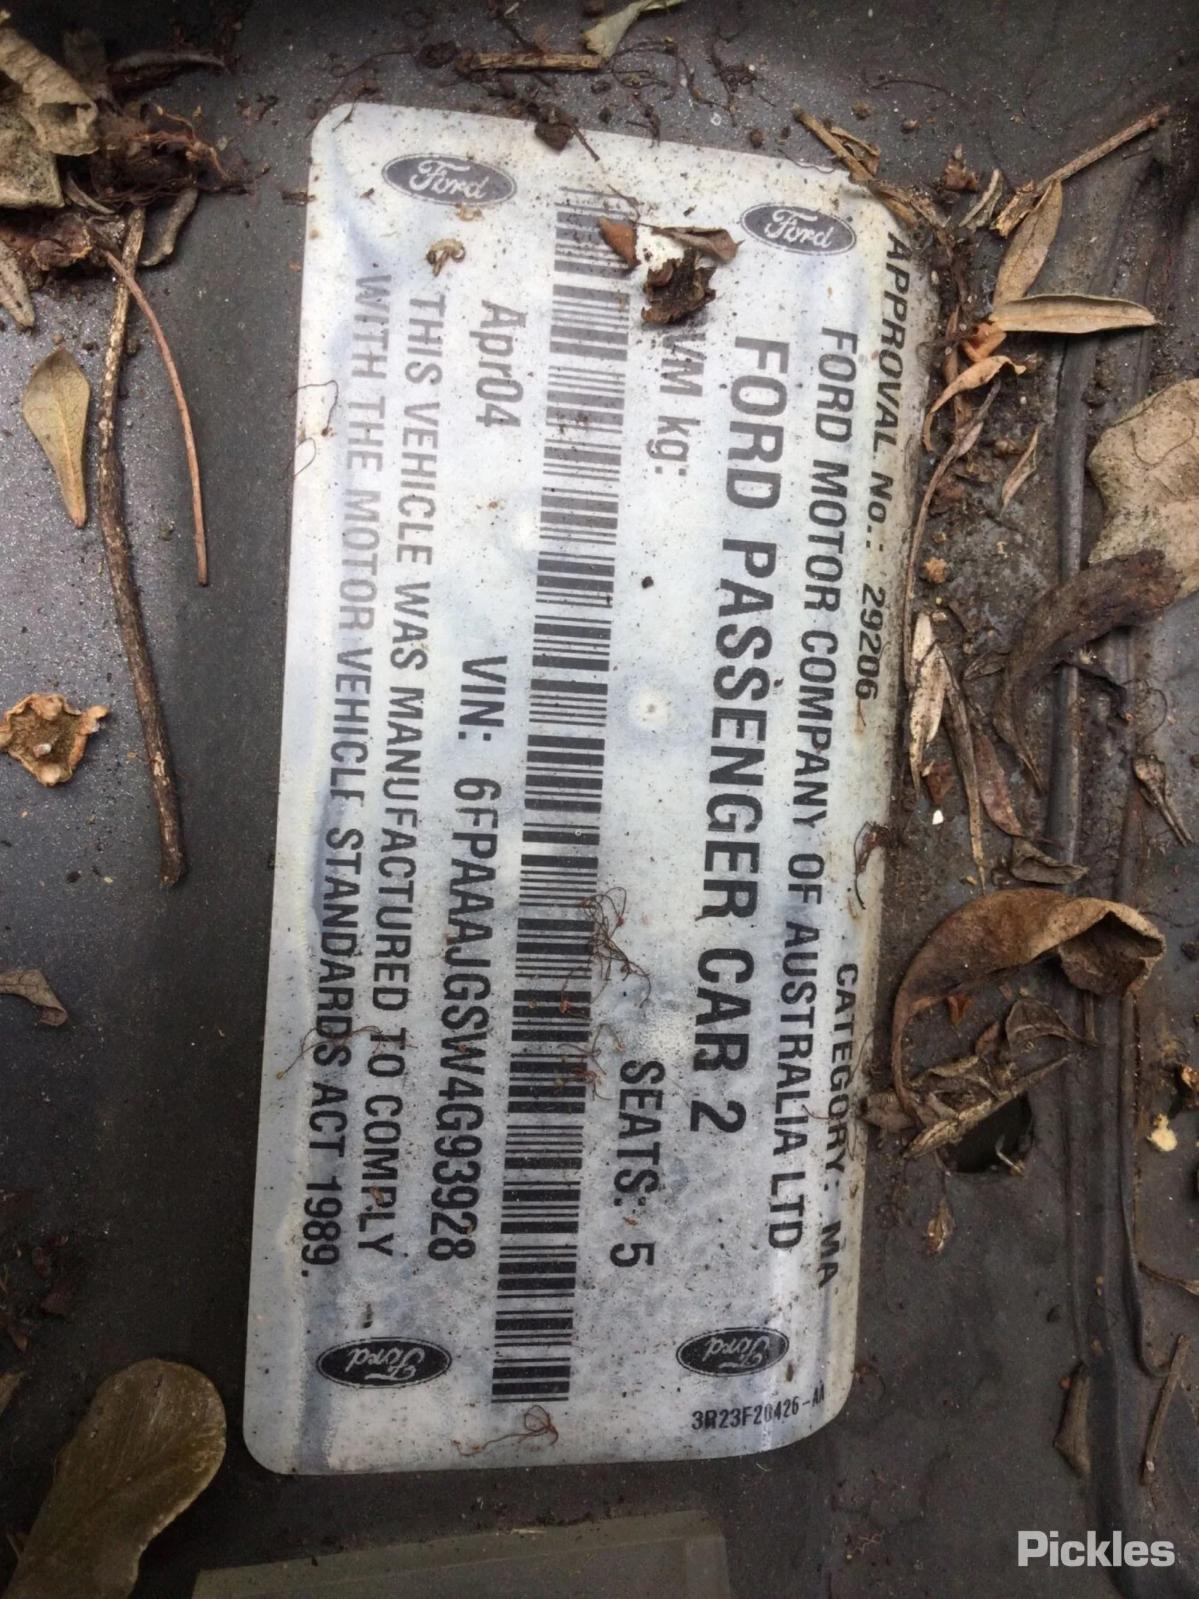 APPROVAL No.: 29206 CATEGORY: MA
FORD MOTOR COMPANY OF AUSTRALIA LTD
Ford
FORD PASSENGER CAR 2
Ford
kg: SEATS: 5
Apr04 VIN: 6FPAAJGSW4G93928
Ford
THIS VEHICLE WAS MANUFACTURED TO COMPLY
WITH THE MOTOR VEHICLE STANDARDS ACT 1989.
Ford
3R23F20426-AA
Pickles